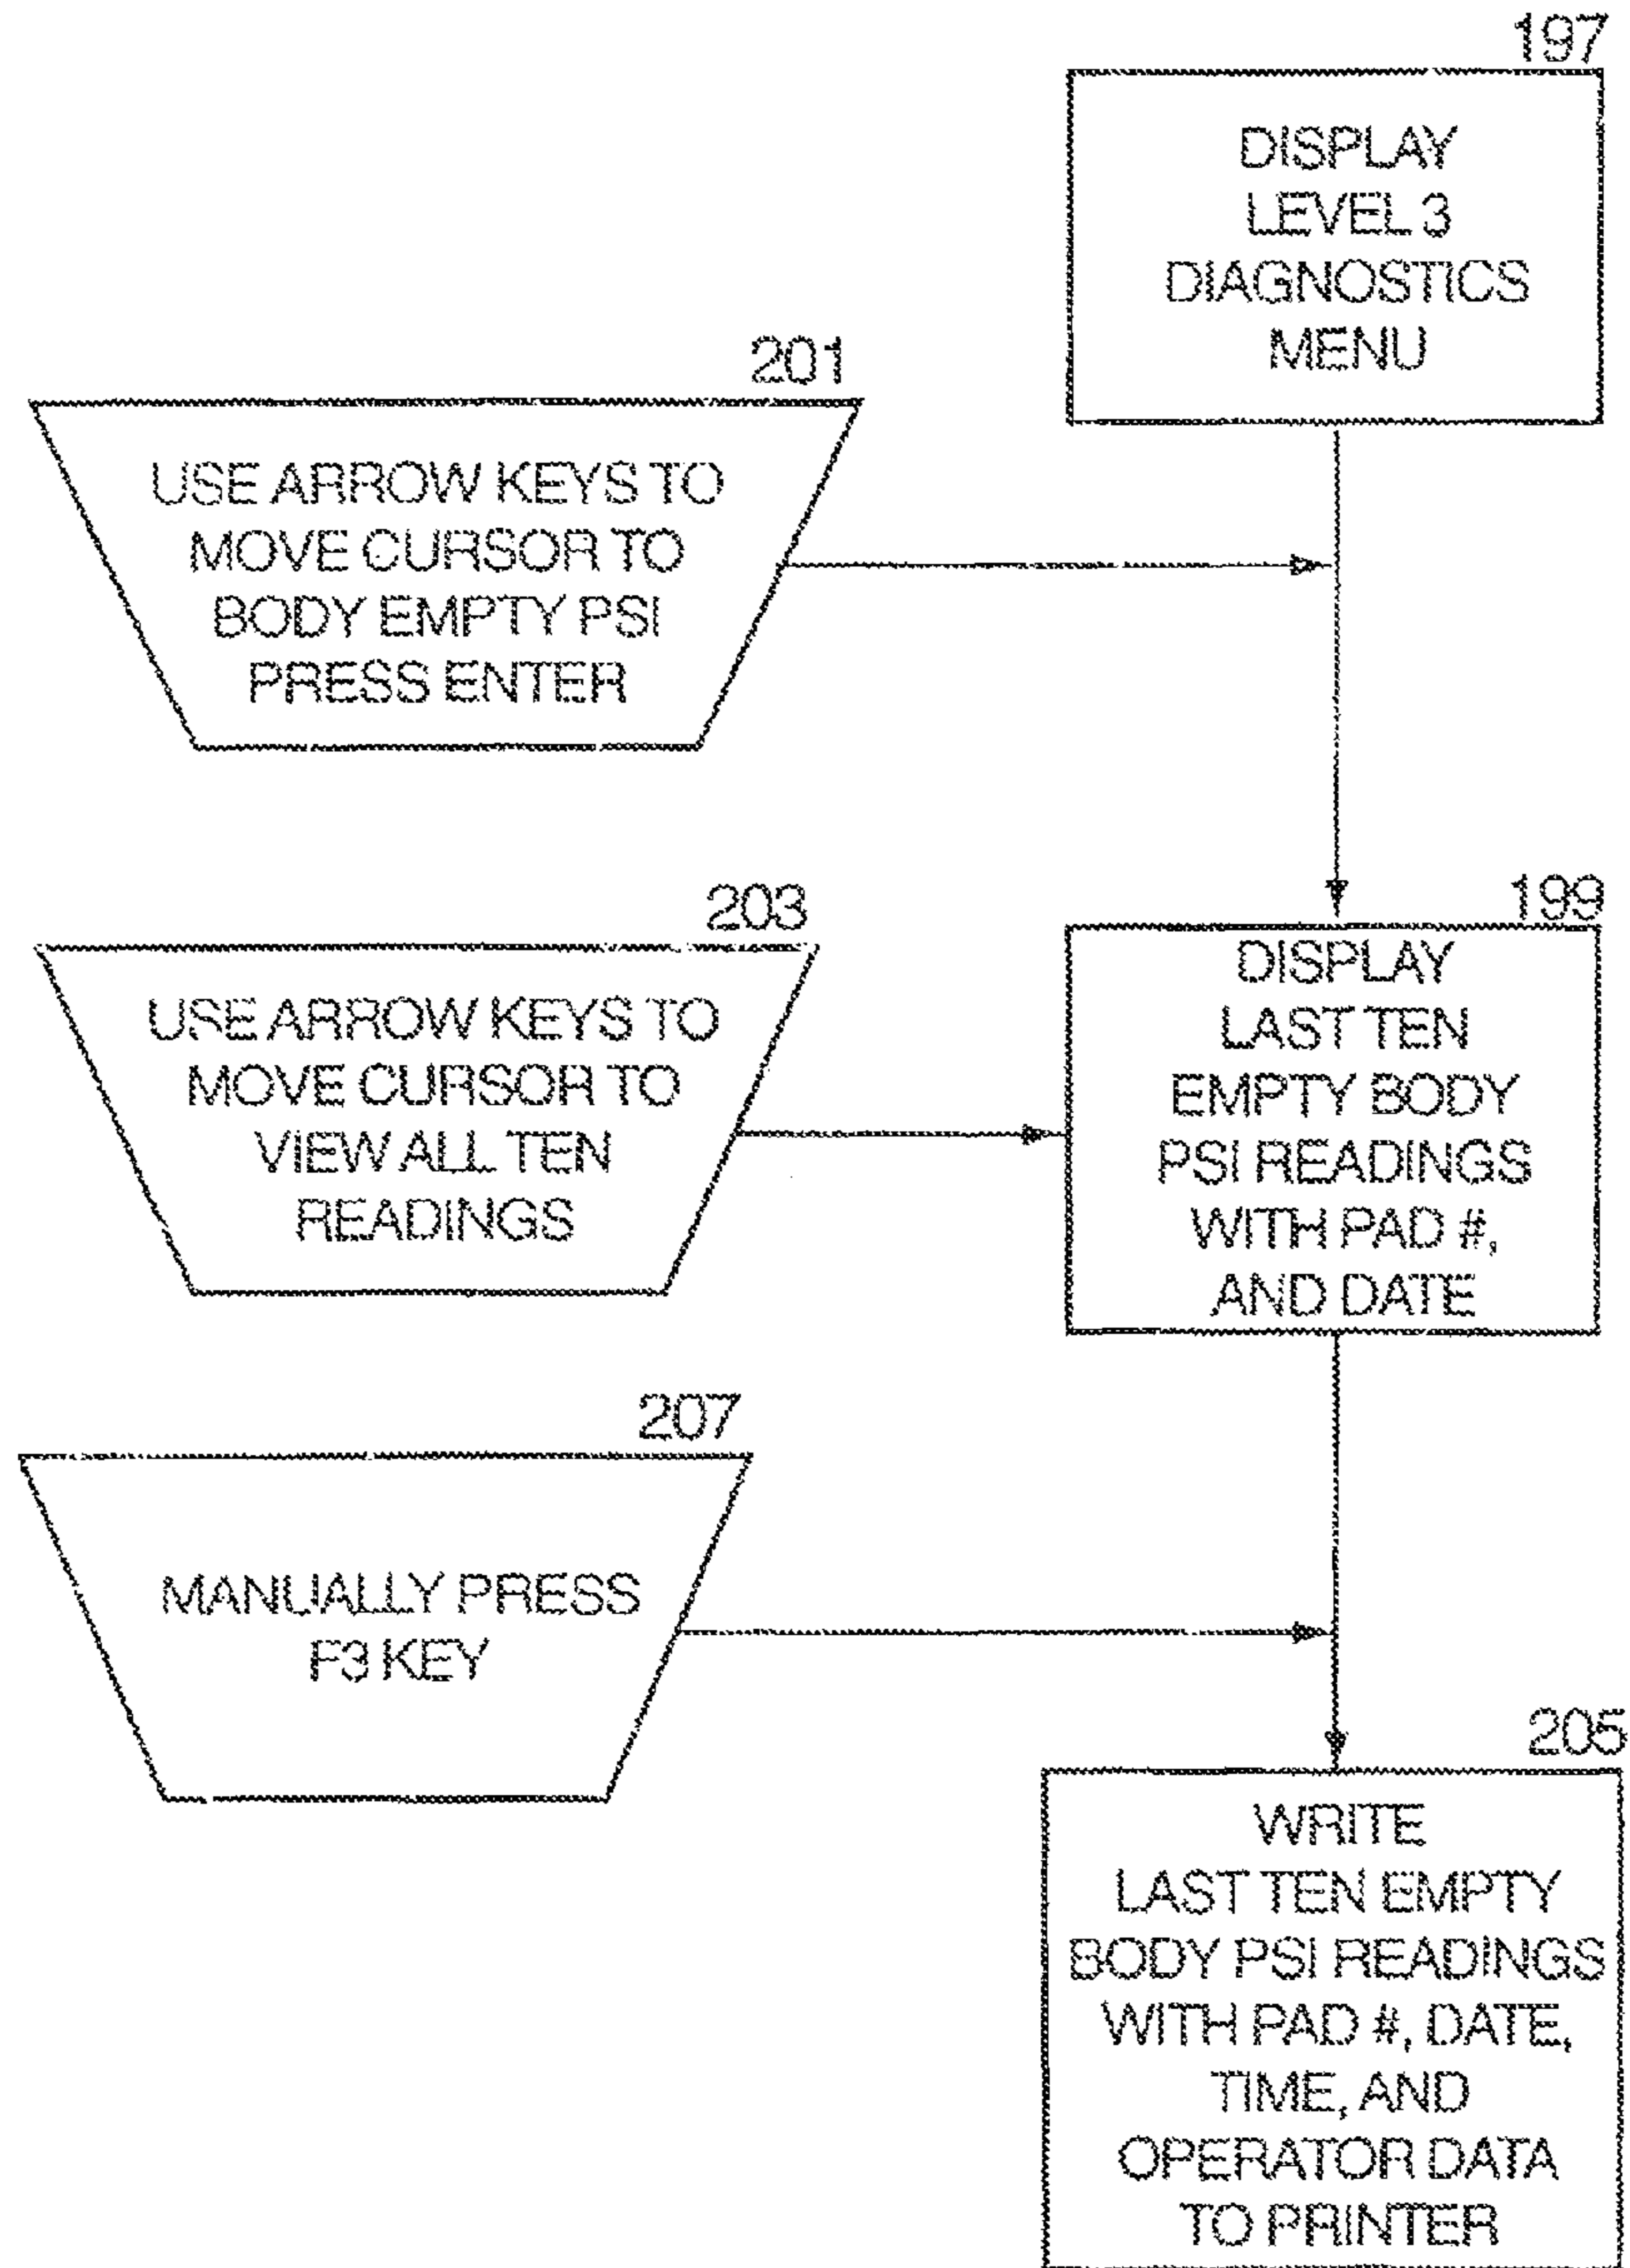 197
DISPLAY
LEVEL 3
DIAGNOSTICS
MENU
201
USE ARROW KEYS TO
MOVE CURSOR TO
BODY EMPTY PSI
PRESS ENTER
203
USE ARROW KEYS TO
MOVE CURSOR TO
VIEW ALL TEN
READINGS
199
DISPLAY
LAST TEN
EMPTY BODY
PSI READINGS
WITH PAD #,
AND DATE
207
MANUALLY PRESS
F3 KEY
205
WRITE
LAST TEN EMPTY
BODY PSI READINGS
WITH PAD #, DATE,
TIME, AND
OPERATOR DATA
TO PRINTER